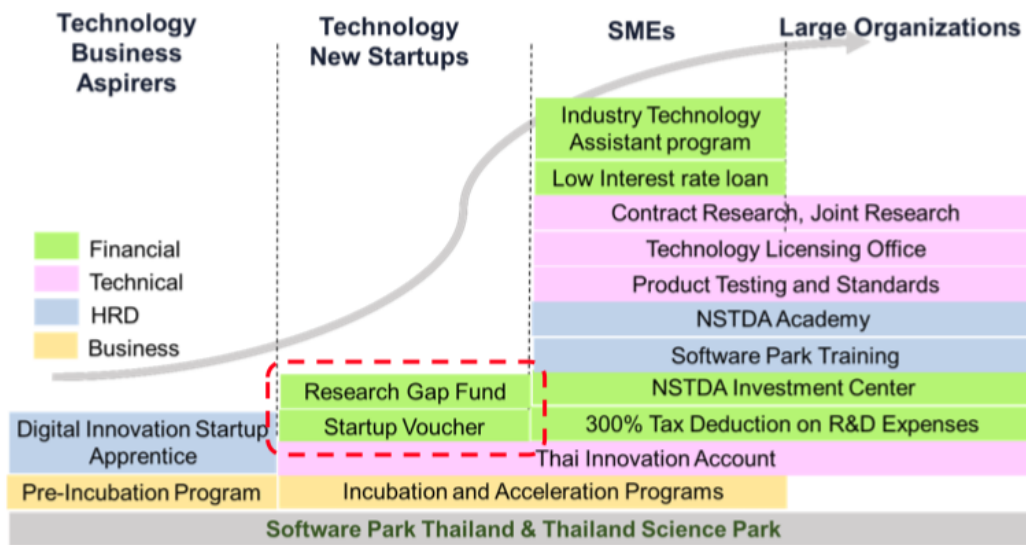 Technology
Business
Aspirers
Technology
New Startups
SMEs
Large Organizations
Industry Technology
Assistant program
Low Interest rate loan
Contract Research, Joint Research
Technology Licensing Office
Product Testing and Standards
NSTDA Academy
Software Park Training
Financial
Technical
HRD
Business
Research Gap Fund
NSTDA Investment Center
Startup Voucher
300% Tax Deduction on R&D Expenses
Digital Innovation Startup
Apprentice
Thai Innovation Account
Pre-Incubation Program
Incubation and Acceleration Programs
Software Park Thailand & Thailand Science Park